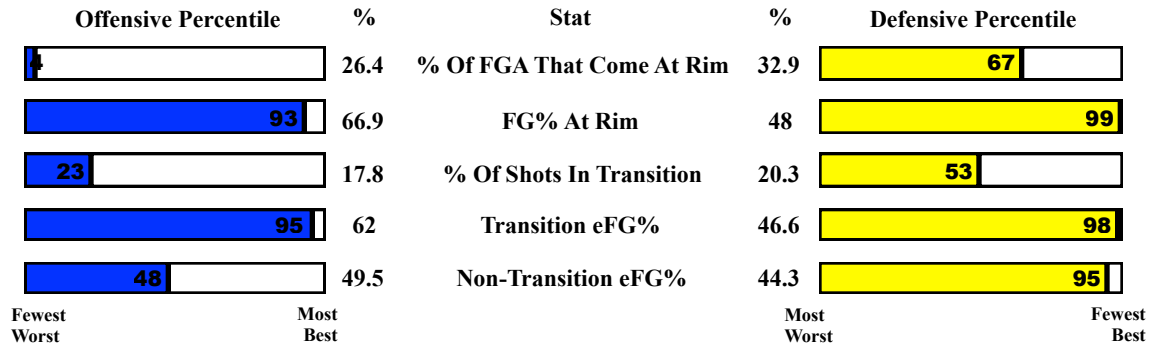 Offensive Percentile % Stat % Defensive Percentile
4 26.4 % Of FGA That Come At Rim 32.9 67
93 66.9 FG% At Rim 48 99
23 17.8 % Of Shots In Transition 20.3 53
95 62 Transition eFG% 46.6 98
48 49.5 Non-Transition eFG% 44.3 95
Fewest Most Most Fewest
Worst Best Worst Best